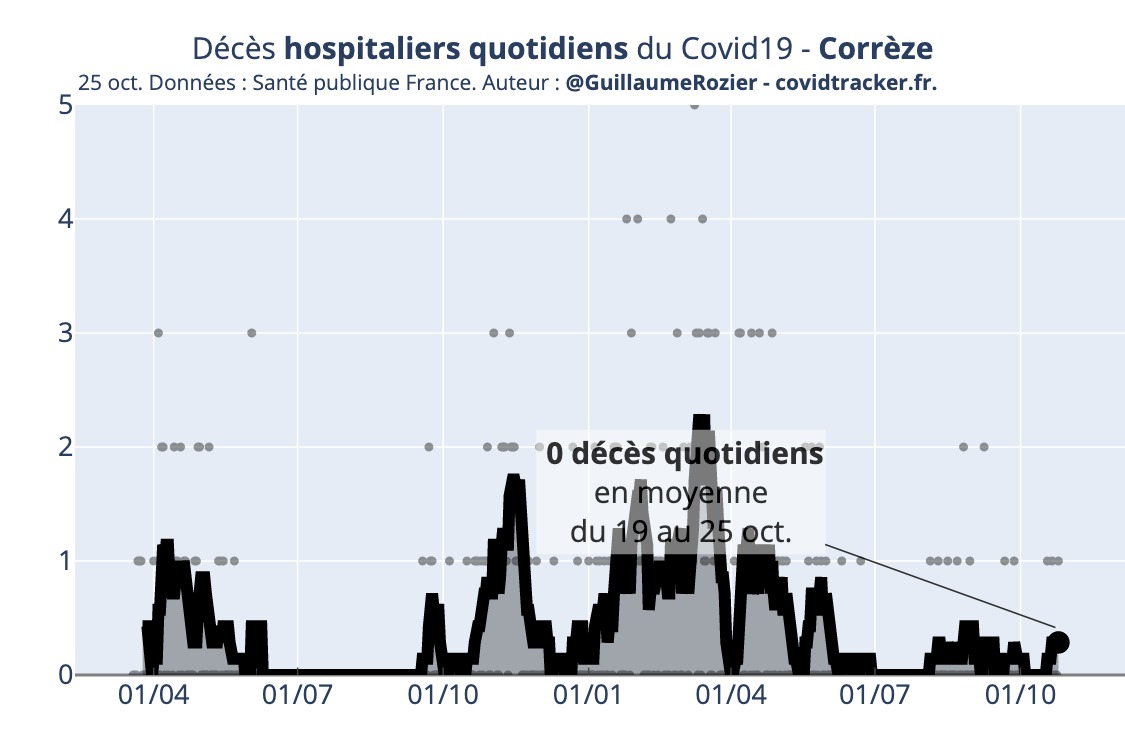 Décès hospitaliers quotidiens du Covid19 - Corrèze
25 oct. Données : Santé publique France. Auteur : @GuillaumeRozier - covidtracker.fr.
5
4
3
2
1
0
0 décès quotidiens
en moyenne
du 19 au 25 oct.
01/04 01/07 01/10 01/01 01/04 01/07 01/10